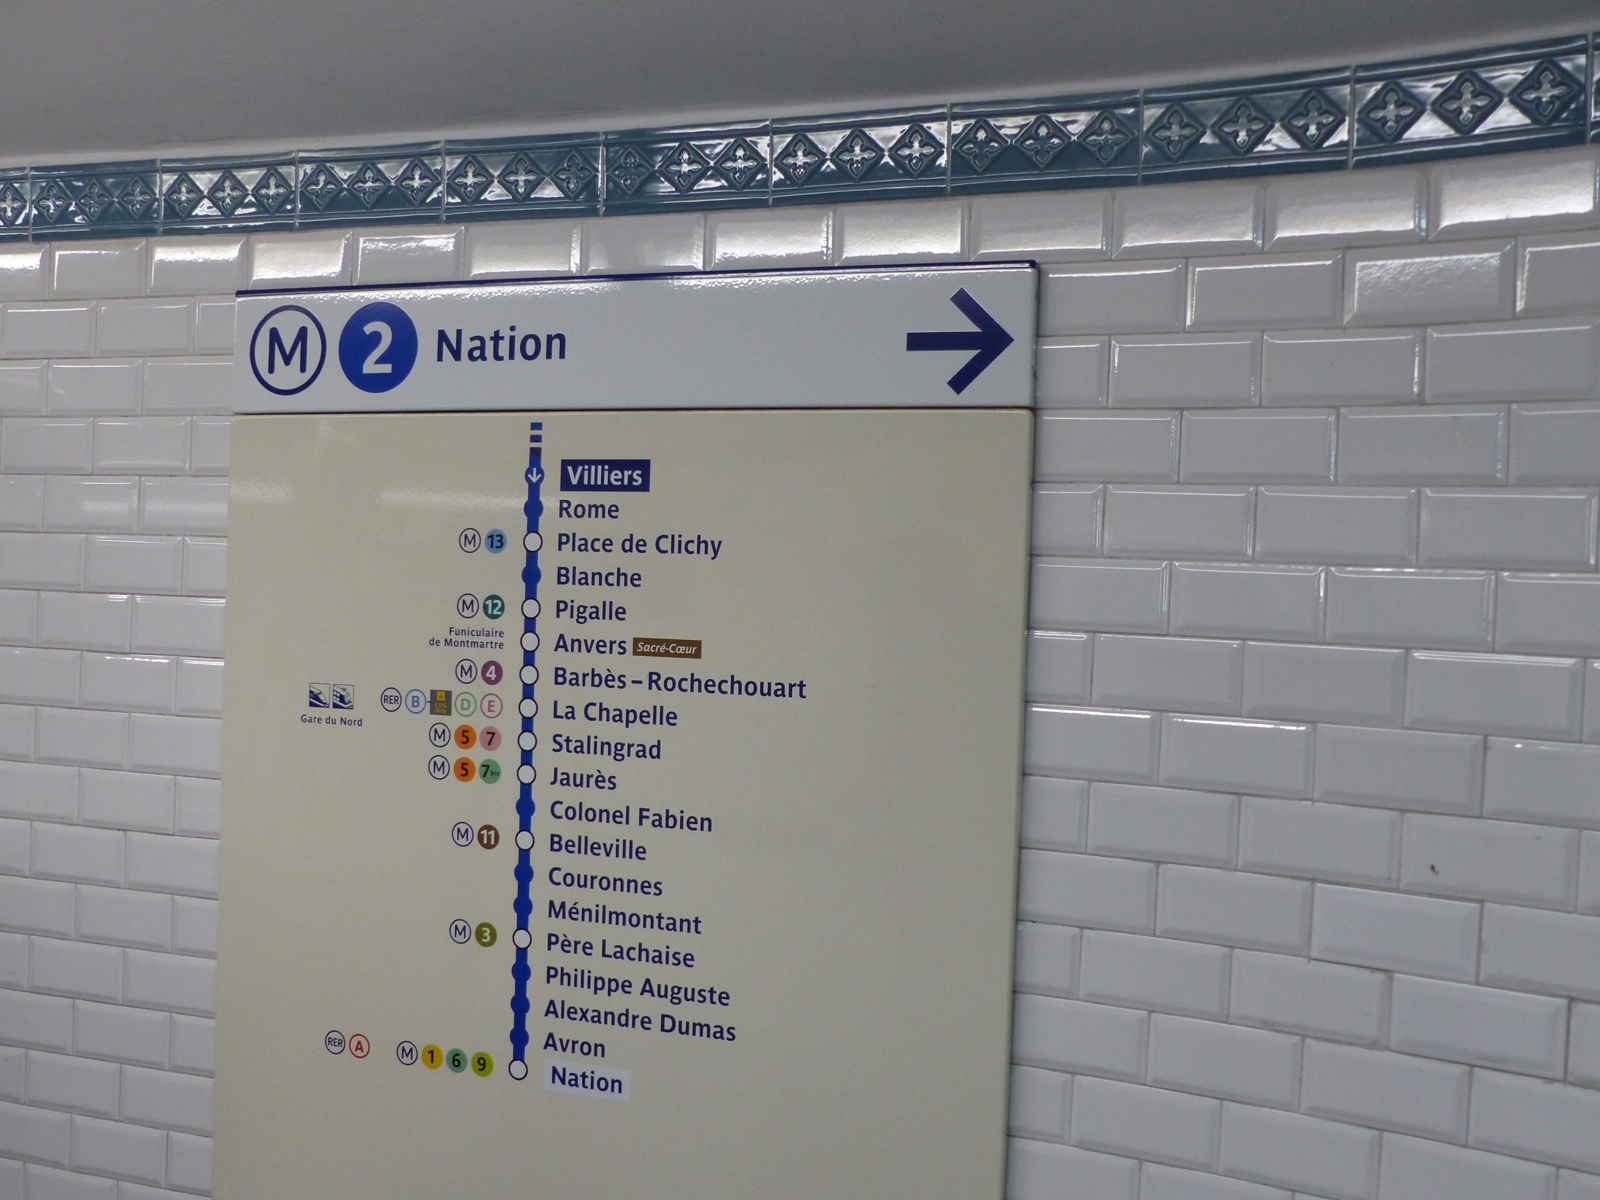 M 2 Nation
Villiers
Rome
M 13 Place de Clichy
Blanche
M 12 Pigalle
Funiculaire
de Montmartre
Anvers Sacré-Cœur
M 4 Barbès – Rochechouart
Gare du Nord
RER B D E La Chapelle
M 5 7 Stalingrad
M 5 7bis Jaurès
Colonel Fabien
M 11 Belleville
Couronnes
Ménilmontant
M 3 Père Lachaise
Philippe Auguste
Alexandre Dumas
Avron
RER A M 1 6 9 Nation